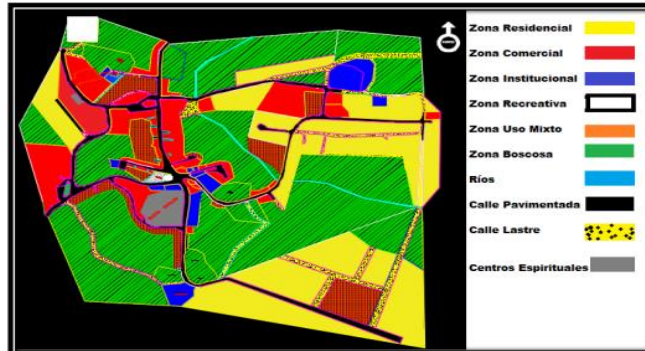 Zona Residencial
Zona Comercial
Zona Institucional
Zona Recreativa
Zona Uso Mixto
Zona Boscosa
Ríos
Calle Pavimentada
Calle Lastre
Centros Espirituales